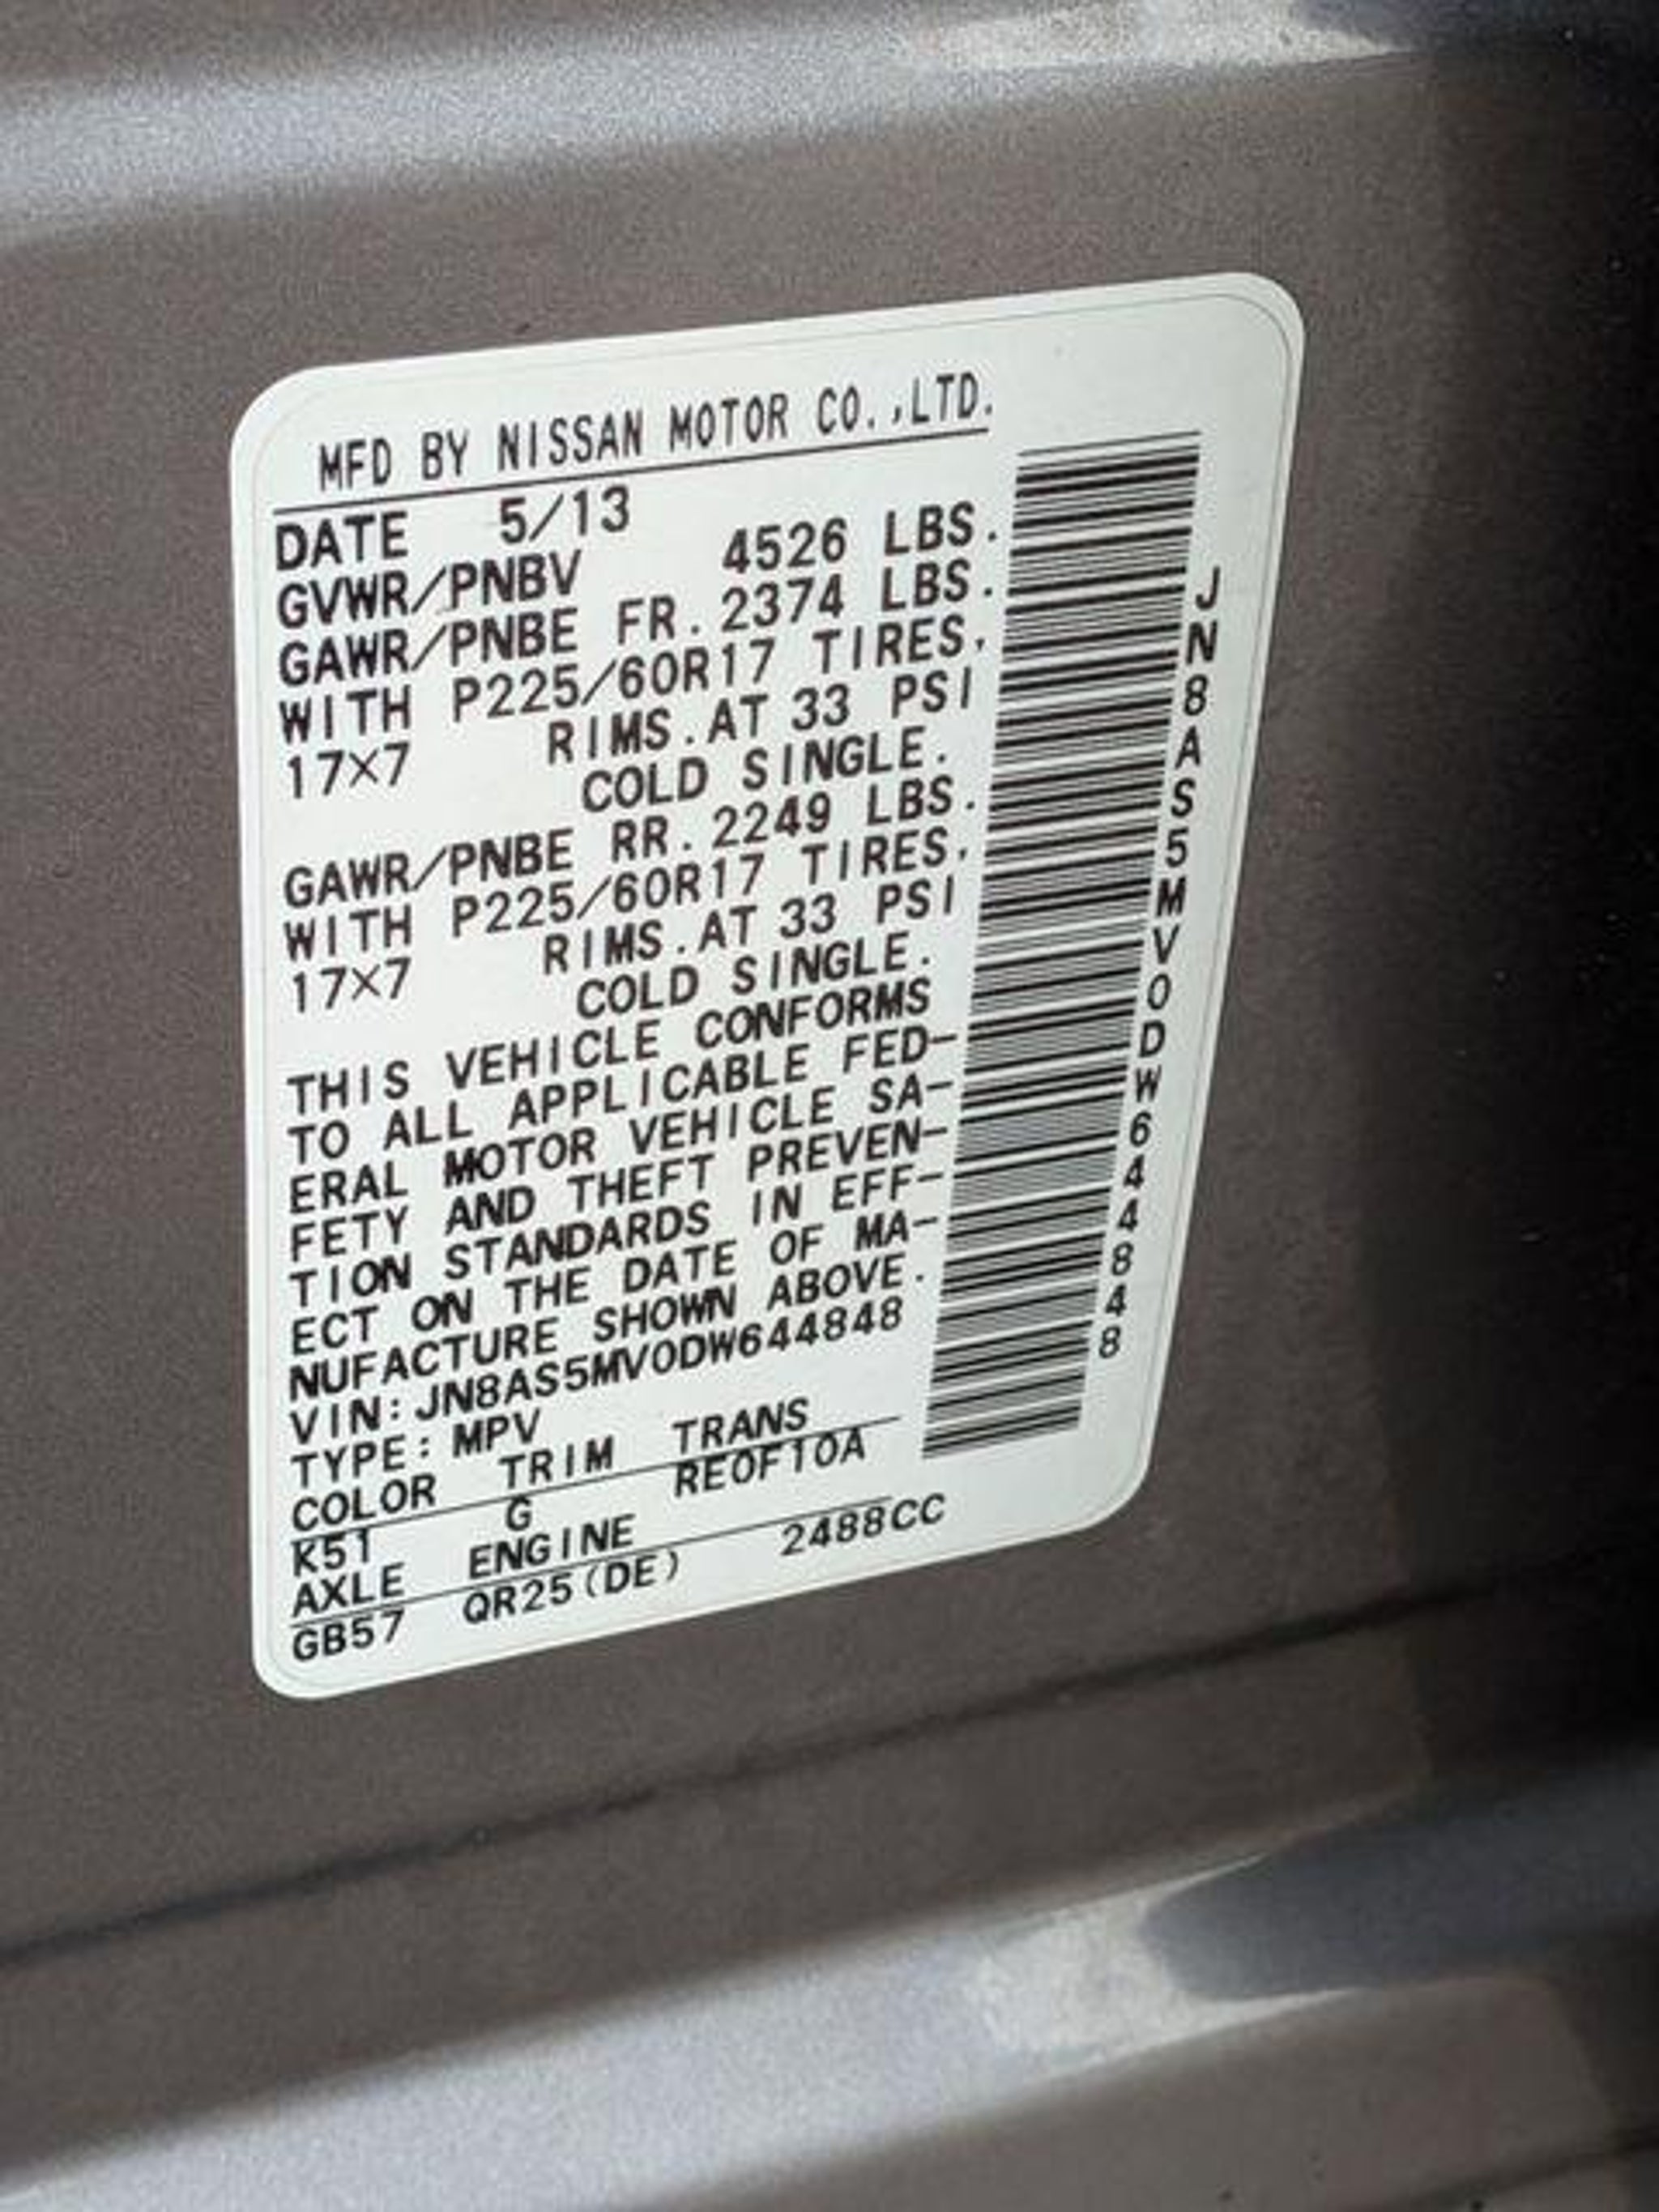 MFD BY NISSAN MOTOR CO.,LTD.
DATE 5/13
GVWR/PNBV 4526 LBS.
GAWR/PNBE FR. 2374 LBS.
WITH P225/60R17 TIRES,
17X7 RIMS.AT 33 PSI
COLD SINGLE.
GAWR/PNBE RR. 2249 LBS.
WITH P225/60R17 TIRES,
17X7 RIMS.AT 33 PSI
COLD SINGLE.
THIS VEHICLE CONFORMS
TO ALL APPLICABLE FED-
ERAL MOTOR VEHICLE SA-
FETY AND THEFT PREVEN-
TION STANDARDS IN EFF-
ECT ON THE DATE OF MA-
NUFACTURE SHOWN ABOVE.
VIN:JN8AS5MV0DW644848
TYPE:MPV
COLOR TRIM TRANS
K51 G RE0F10A
AXLE ENGINE
GB57 QR25(DE) 2488CC
JN8AS5MV0DW644848